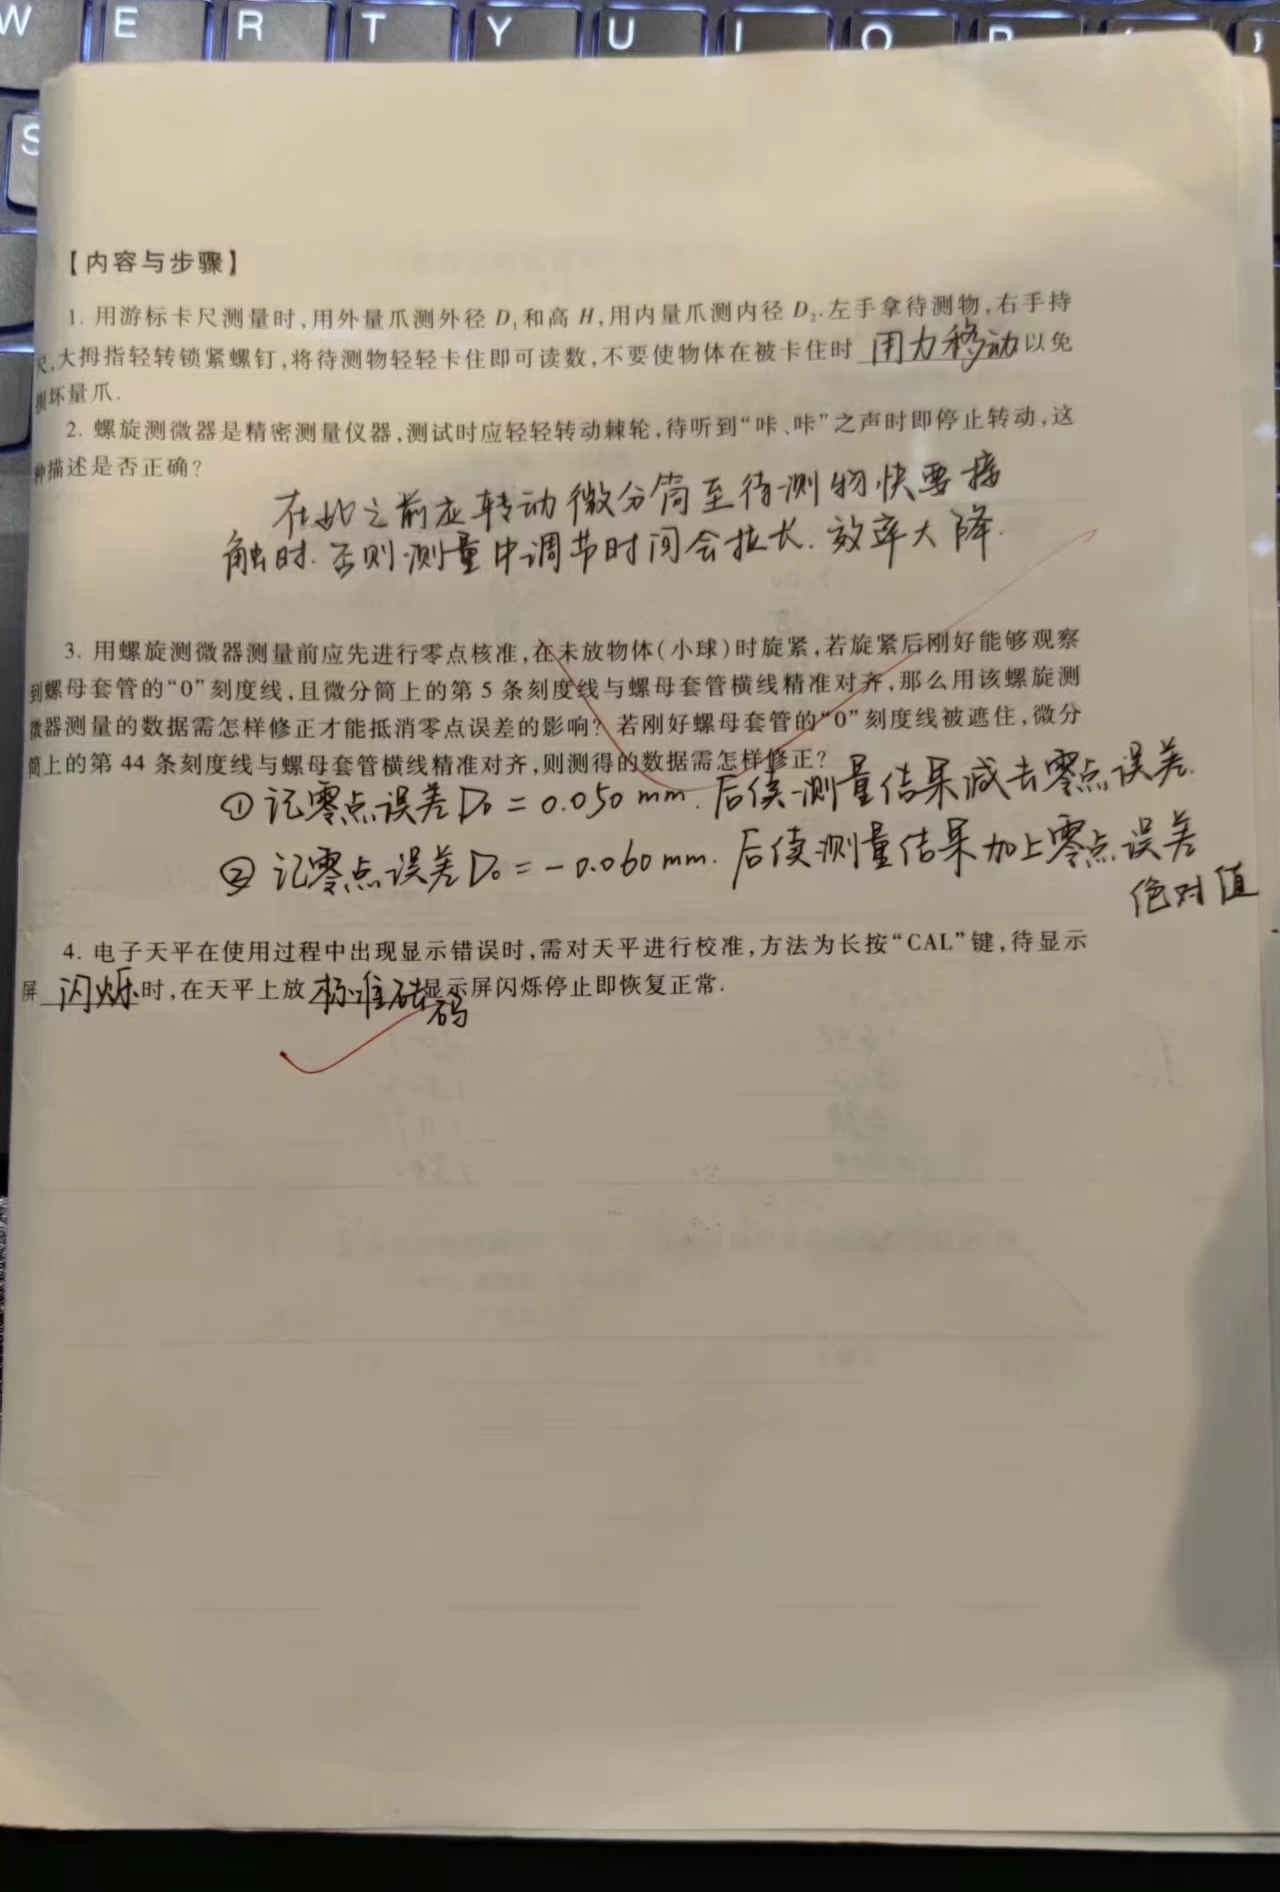 W E R T Y U I O P
S
【内容与步骤】
1. 用游标卡尺测量时,用外量爪测外径 D₁和高 H,用内量爪测内径 D₂.左手拿待测物,右手持
尺,大拇指轻转锁紧螺钉,将待测物轻轻卡住即可读数,不要使物体在被卡住时 用力移动 以免
损坏量爪.
2. 螺旋测微器是精密测量仪器,测试时应轻轻转动棘轮,待听到“咔、咔”之声时即停止转动,这
种描述是否正确?
在此之前应转动微分筒至待测物快要接
触时.否则测量中调节时间会拉长.效率大降.
3. 用螺旋测微器测量前应先进行零点核准,在未放物体(小球)时旋紧,若旋紧后刚好能够观察
到螺母套管的“0”刻度线,且微分筒上的第 5 条刻度线与螺母套管横线精准对齐,那么用该螺旋测
微器测量的数据需怎样修正才能抵消零点误差的影响? 若刚好螺母套管的“0”刻度线被遮住,微分
筒上的第 44 条刻度线与螺母套管横线精准对齐,则测得的数据需怎样修正?
① 记零点误差D₀ = 0.050 mm. 后续测量结果减去零点误差.
② 记零点误差D₀ = -0.060 mm. 后续测量结果加上零点误差
绝对值
4. 电子天平在使用过程中出现显示错误时,需对天平进行校准,方法为长按“CAL”键,待显示
屏 闪烁 时,在天平上放 标准砝码 显示屏闪烁停止即恢复正常.